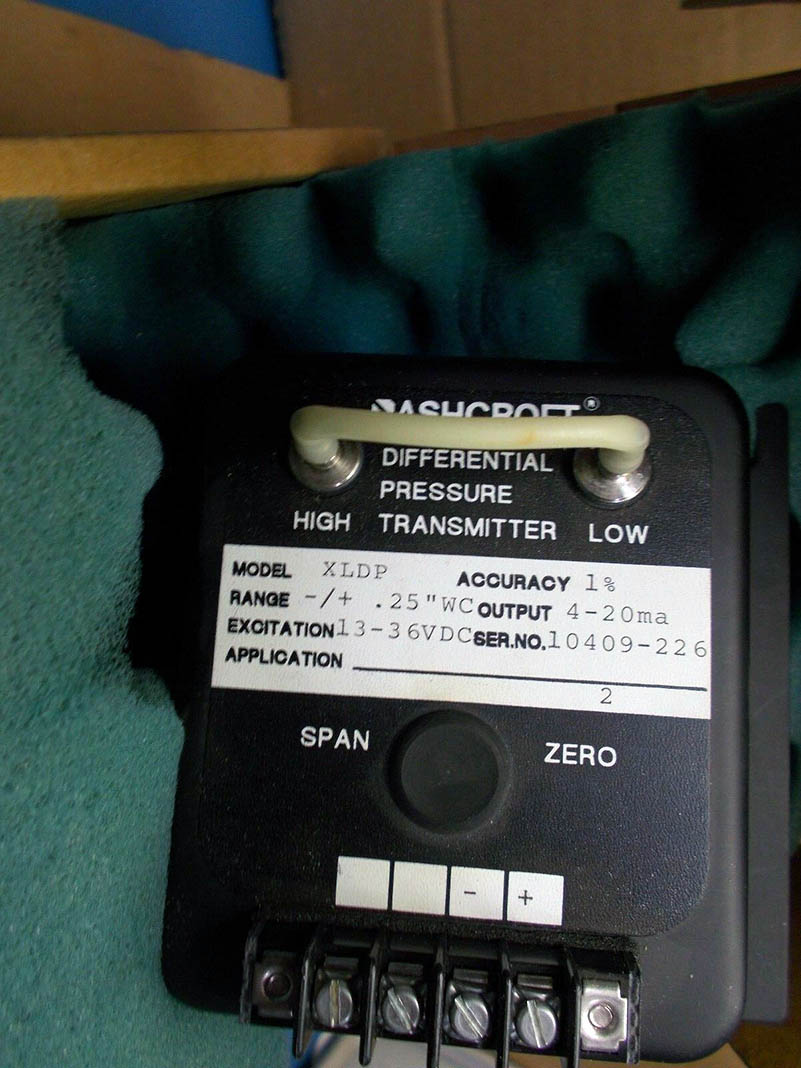 ASHCROFT®
DIFFERENTIAL
PRESSURE
HIGH TRANSMITTER LOW
MODEL XLDP ACCURACY 1%
RANGE -/+ .25"WC OUTPUT 4-20ma
EXCITATION 13-36VDC SER.NO. 10409-226
APPLICATION
2
SPAN ZERO
- +